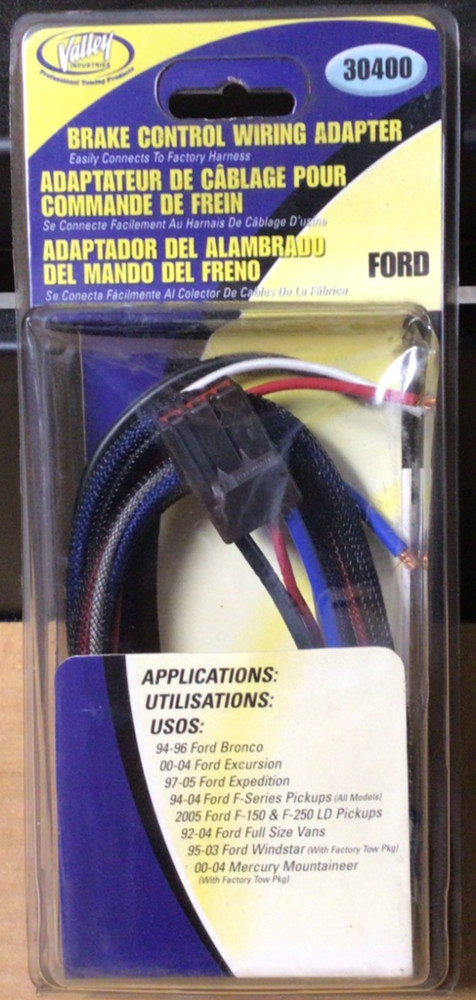 Valley
INDUSTRIES
Professional Towing Products
30400
BRAKE CONTROL WIRING ADAPTER
Easily Connects To Factory Harness
ADAPTATEUR DE CÂBLAGE POUR
COMMANDE DE FREIN
Se Connecte Facilement Au Harnais De Câblage D'usine
ADAPTADOR DEL ALAMBRADO
DEL MANDO DEL FRENO
FORD
Se Conecta Fácilmente Al Colector De Cables De La Fábrica
APPLICATIONS:
UTILISATIONS:
USOS:
94-96 Ford Bronco
00-04 Ford Excursion
97-05 Ford Expedition
94-04 Ford F-Series Pickups (All Models)
2005 Ford F-150 & F-250 LD Pickups
92-04 Ford Full Size Vans
95-03 Ford Windstar (With Factory Tow Pkg)
00-04 Mercury Mountaineer
(With Factory Tow Pkg)